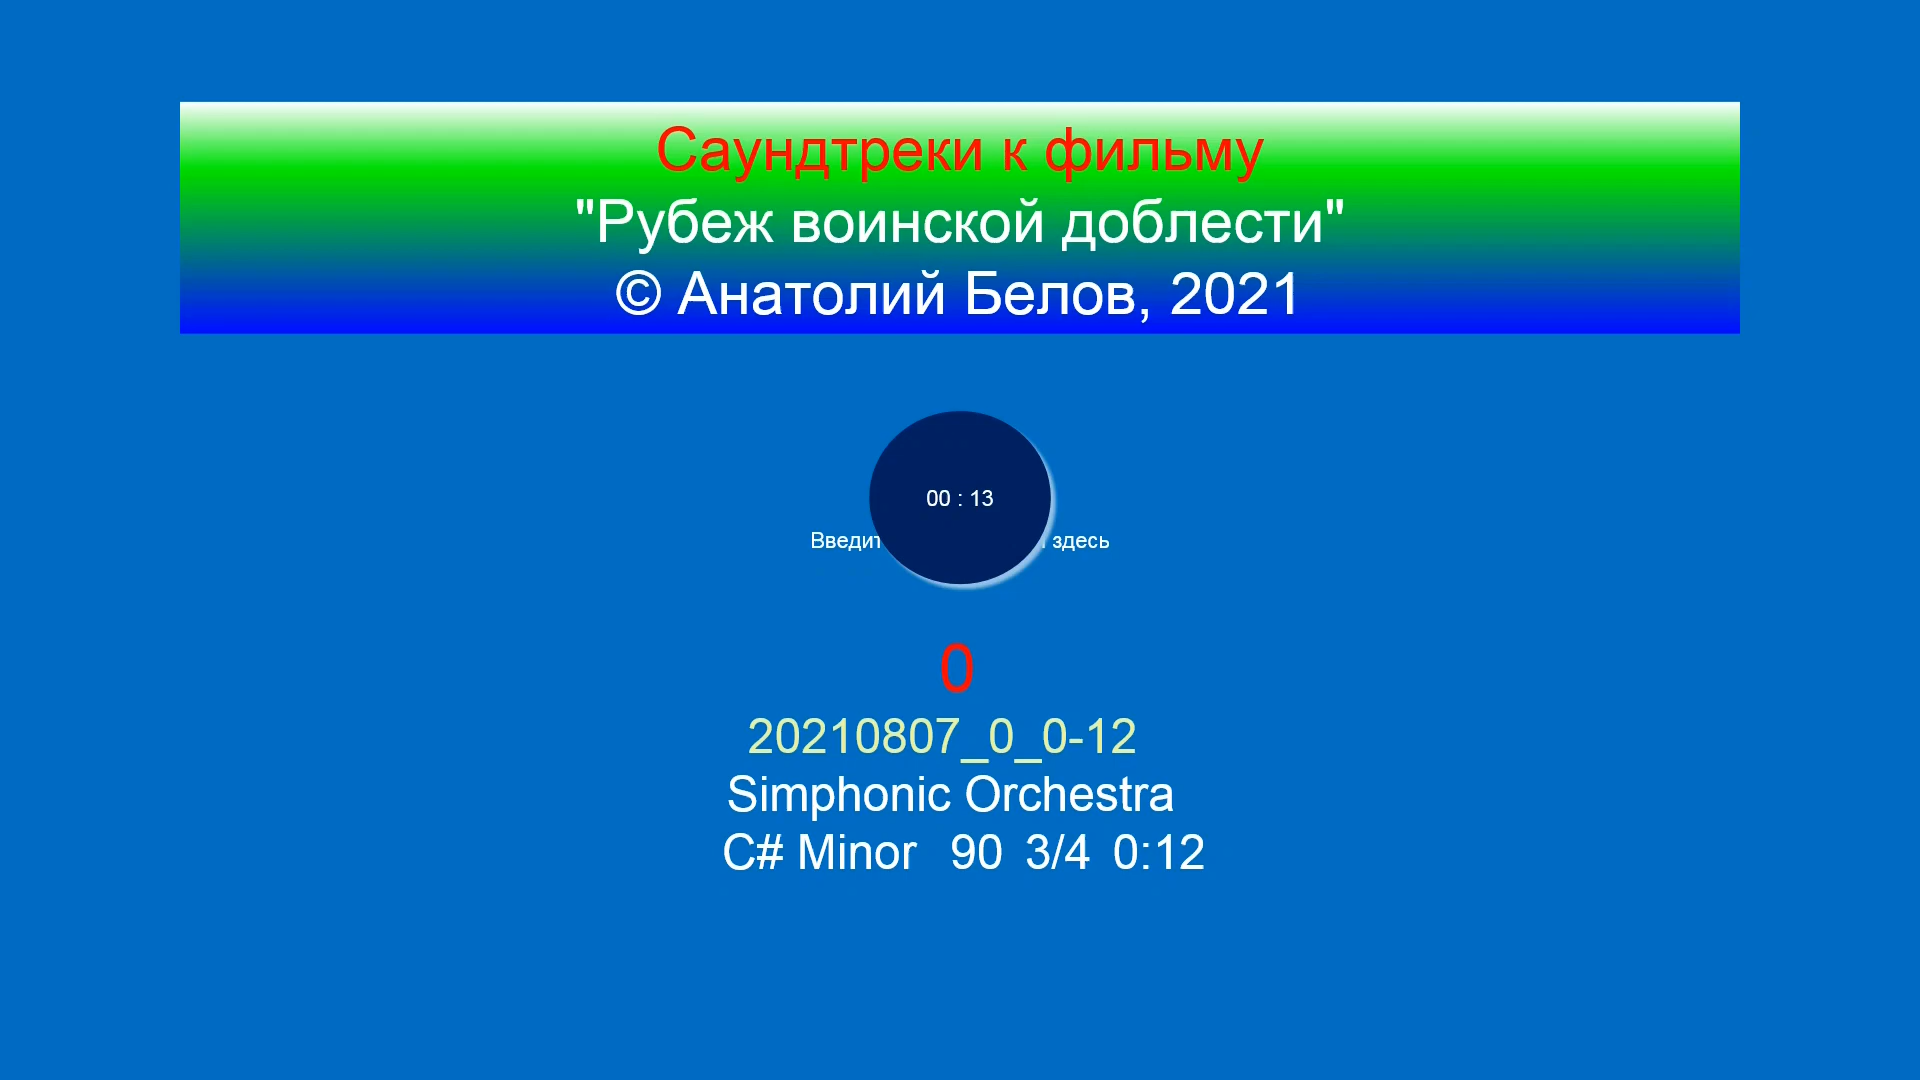 Саундтреки к фильму
"Рубеж воинской доблести"
© Анатолий Белов, 2021
00 : 13
здесь
0
20210807_0_0-12
Simphonic Orchestra
C# Minor 90 3/4 0:12